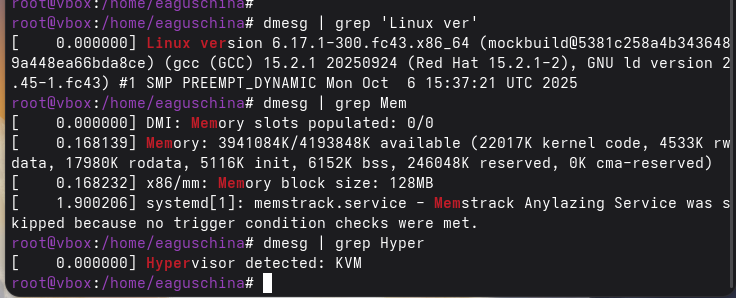 root@vbox:/home/eaguschina#
root@vbox:/home/eaguschina# dmesg | grep 'Linux ver'
[    0.000000] Linux version 6.17.1-300.fc43.x86_64 (mockbuild@5381c258a4b343648
9a448ea66bda8ce) (gcc (GCC) 15.2.1 20250924 (Red Hat 15.2.1-2), GNU ld version 2
.45-1.fc43) #1 SMP PREEMPT_DYNAMIC Mon Oct  6 15:37:21 UTC 2025
root@vbox:/home/eaguschina# dmesg | grep Mem
[    0.000000] DMI: Memory slots populated: 0/0
[    0.168139] Memory: 3941084K/4193848K available (22017K kernel code, 4533K rw
data, 17980K rodata, 5116K init, 6152K bss, 246048K reserved, 0K cma-reserved)
[    0.168232] x86/mm: Memory block size: 128MB
[    1.900206] systemd[1]: memstrack.service - Memstrack Anylazing Service was s
kipped because no trigger condition checks were met.
root@vbox:/home/eaguschina# dmesg | grep Hyper
[    0.000000] Hypervisor detected: KVM
root@vbox:/home/eaguschina#